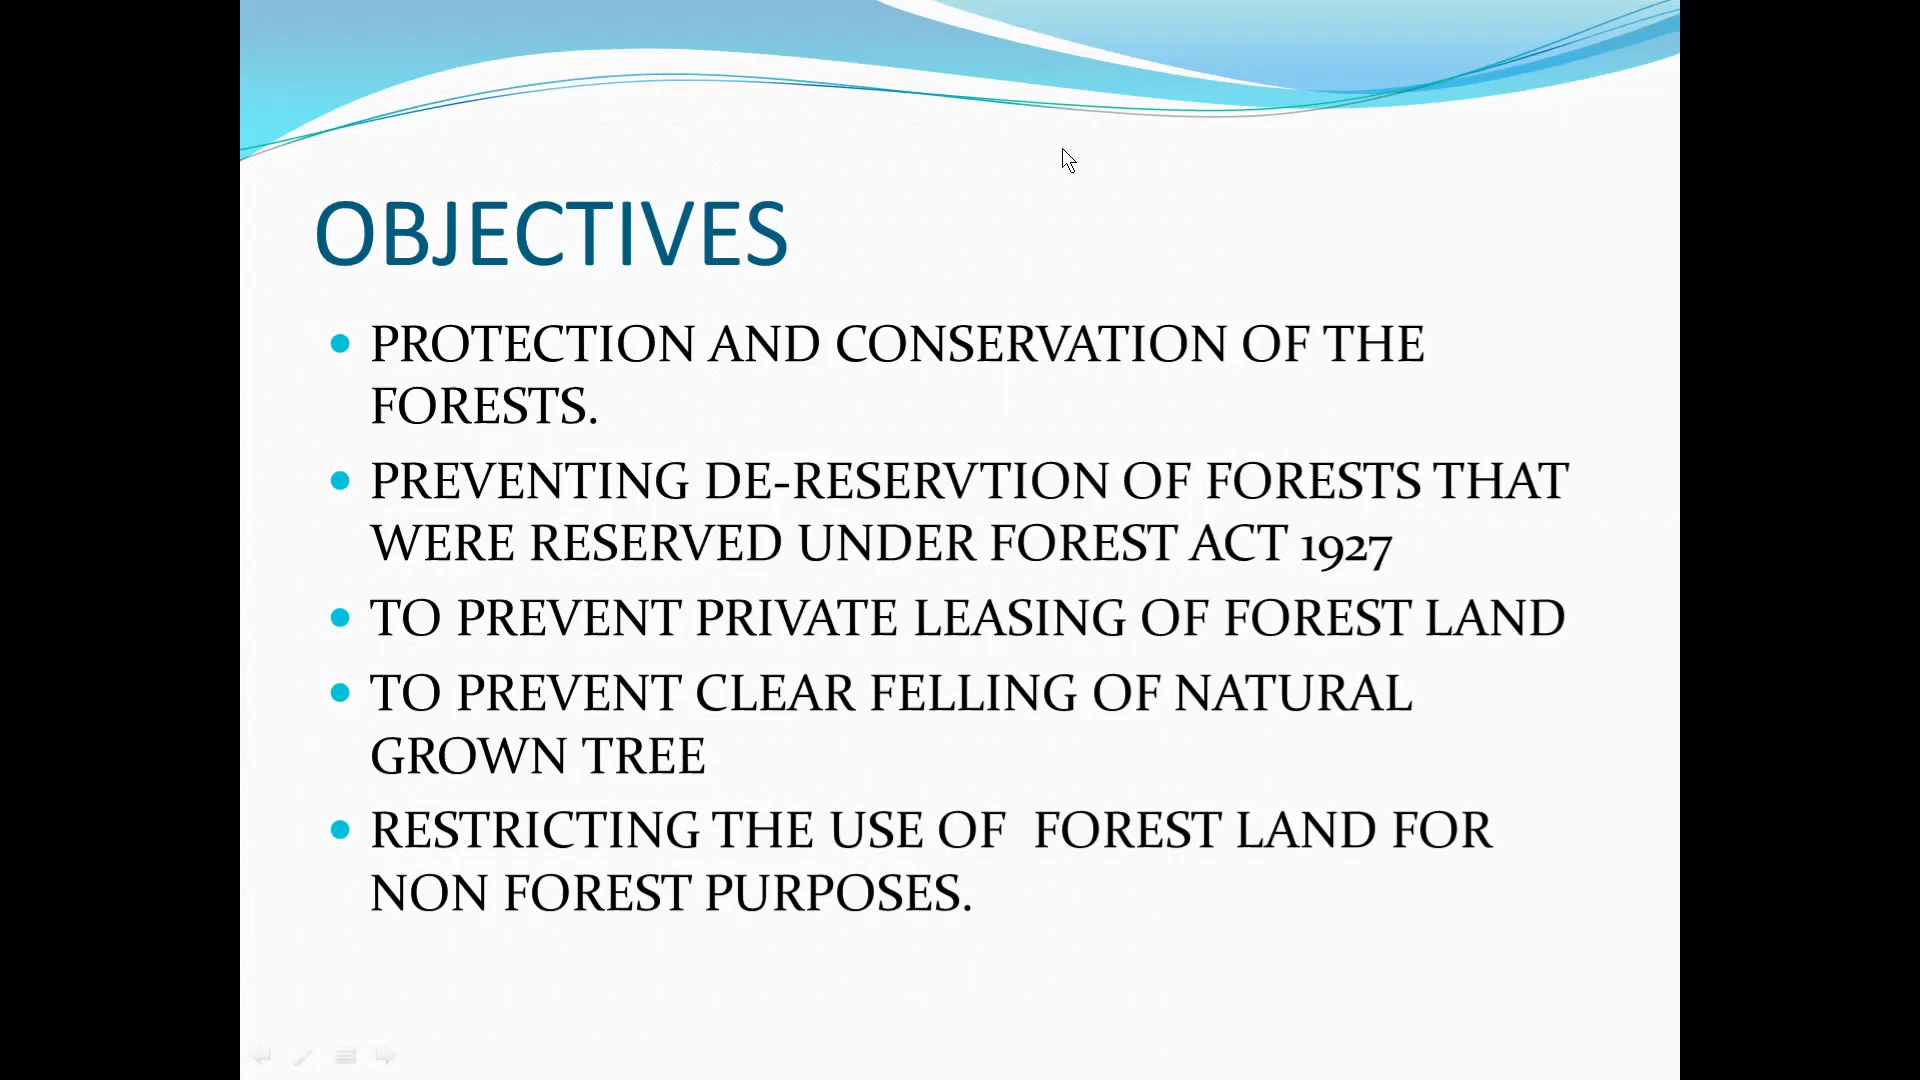 OBJECTIVES
PROTECTION AND CONSERVATION OF THE
FORESTS.
PREVENTING DE-RESERVTION OF FORESTS THAT
WERE RESERVED UNDER FOREST ACT 1927
TO PREVENT PRIVATE LEASING OF FOREST LAND
TO PREVENT CLEAR FELLING OF NATURAL
GROWN TREE
RESTRICTING THE USE OF  FOREST LAND FOR
NON FOREST PURPOSES.